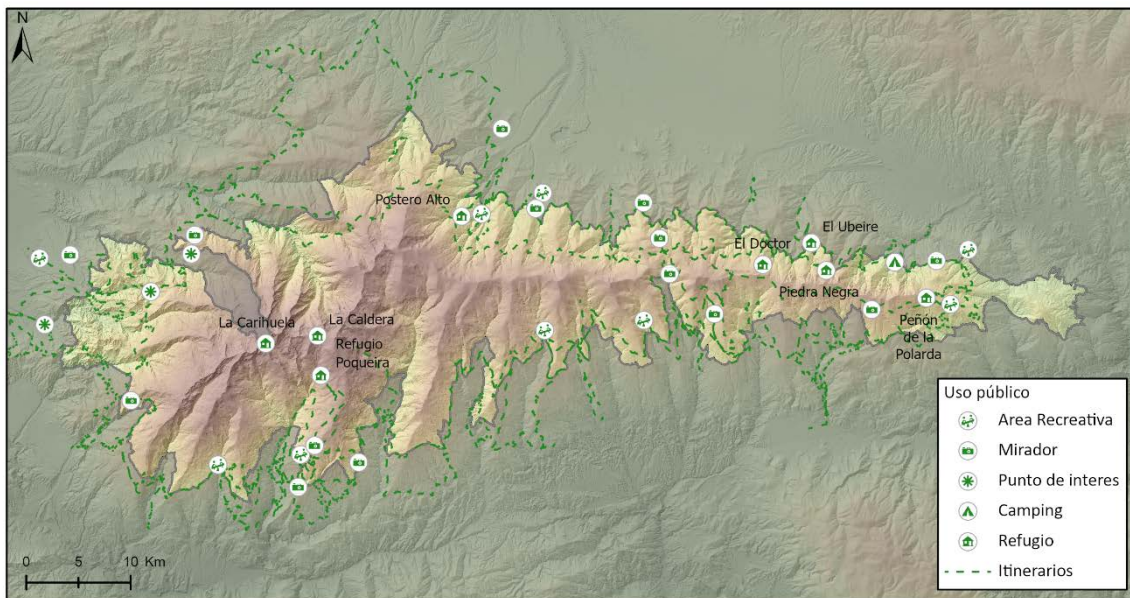 N
Postero Alto
El Ubeire
El Doctor
Piedra Negra
La Carihuela
La Caldera
Refugio
Poqueira
Peñón
de la
Polarda
Uso público
Area Recreativa
Mirador
Punto de interes
Camping
Refugio
Itinerarios
0 5 10 Km